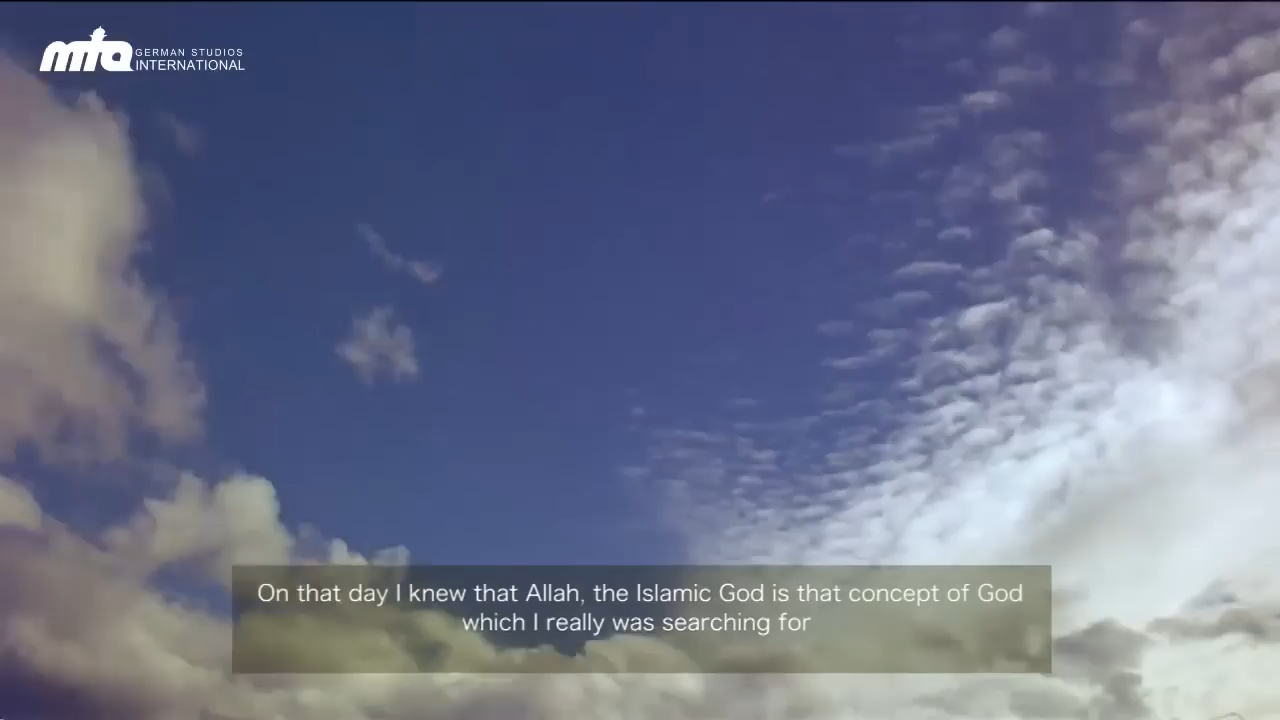 mta
GERMAN STUDIOS
INTERNATIONAL
On that day I knew that Allah, the Islamic God is that concept of God
which I really was searching for